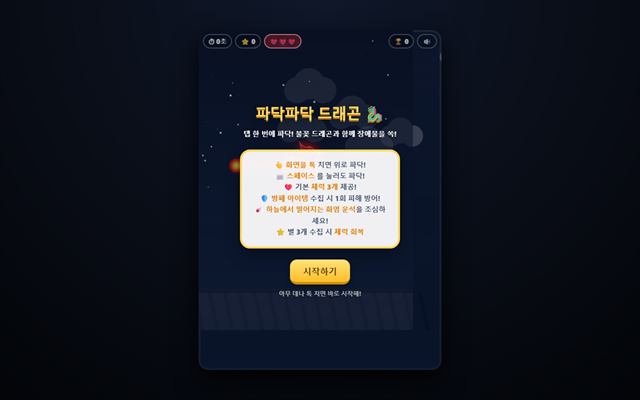 ⏱ 0초 ⭐ 0 ❤❤❤ 🏆 0 🔊
파닥파닥 드래곤 🐉
탭 한 번에 파닥! 불꽃 드래곤과 함께 장애물을 쏙!
👆 화면을 톡 치면 위로 파닥!
⌨ 스페이스 를 눌러도 파닥!
❤ 기본 체력 3개 제공!
🛡 방패 아이템 수집 시 1회 피해 방어!
☄ 하늘에서 떨어지는 화염 운석을 조심하
세요!
⭐ 별 3개 수집 시 체력 회복
시작하기
아무 데나 톡 치면 바로 시작해!